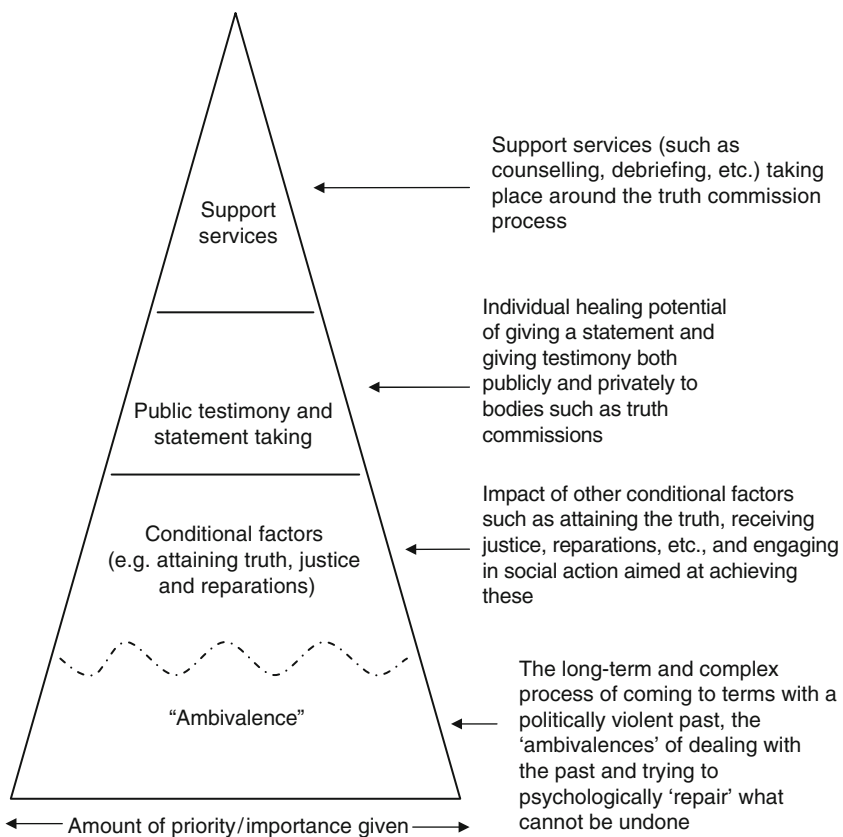 Support
services
Support services (such as
counselling, debriefing, etc.) taking
place around the truth commission
process
Public testimony and
statement taking
Individual healing potential
of giving a statement and
giving testimony both
publicly and privately to
bodies such as truth
commissions
Conditional factors
(e.g. attaining truth, justice
and reparations)
Impact of other conditional factors
such as attaining the truth, receiving
justice, reparations, etc., and engaging
in social action aimed at achieving
these
“Ambivalence”
The long-term and complex
process of coming to terms with a
politically violent past, the
‘ambivalences’ of dealing with
the past and trying to
psychologically ‘repair’ what
cannot be undone
Amount of priority/importance given